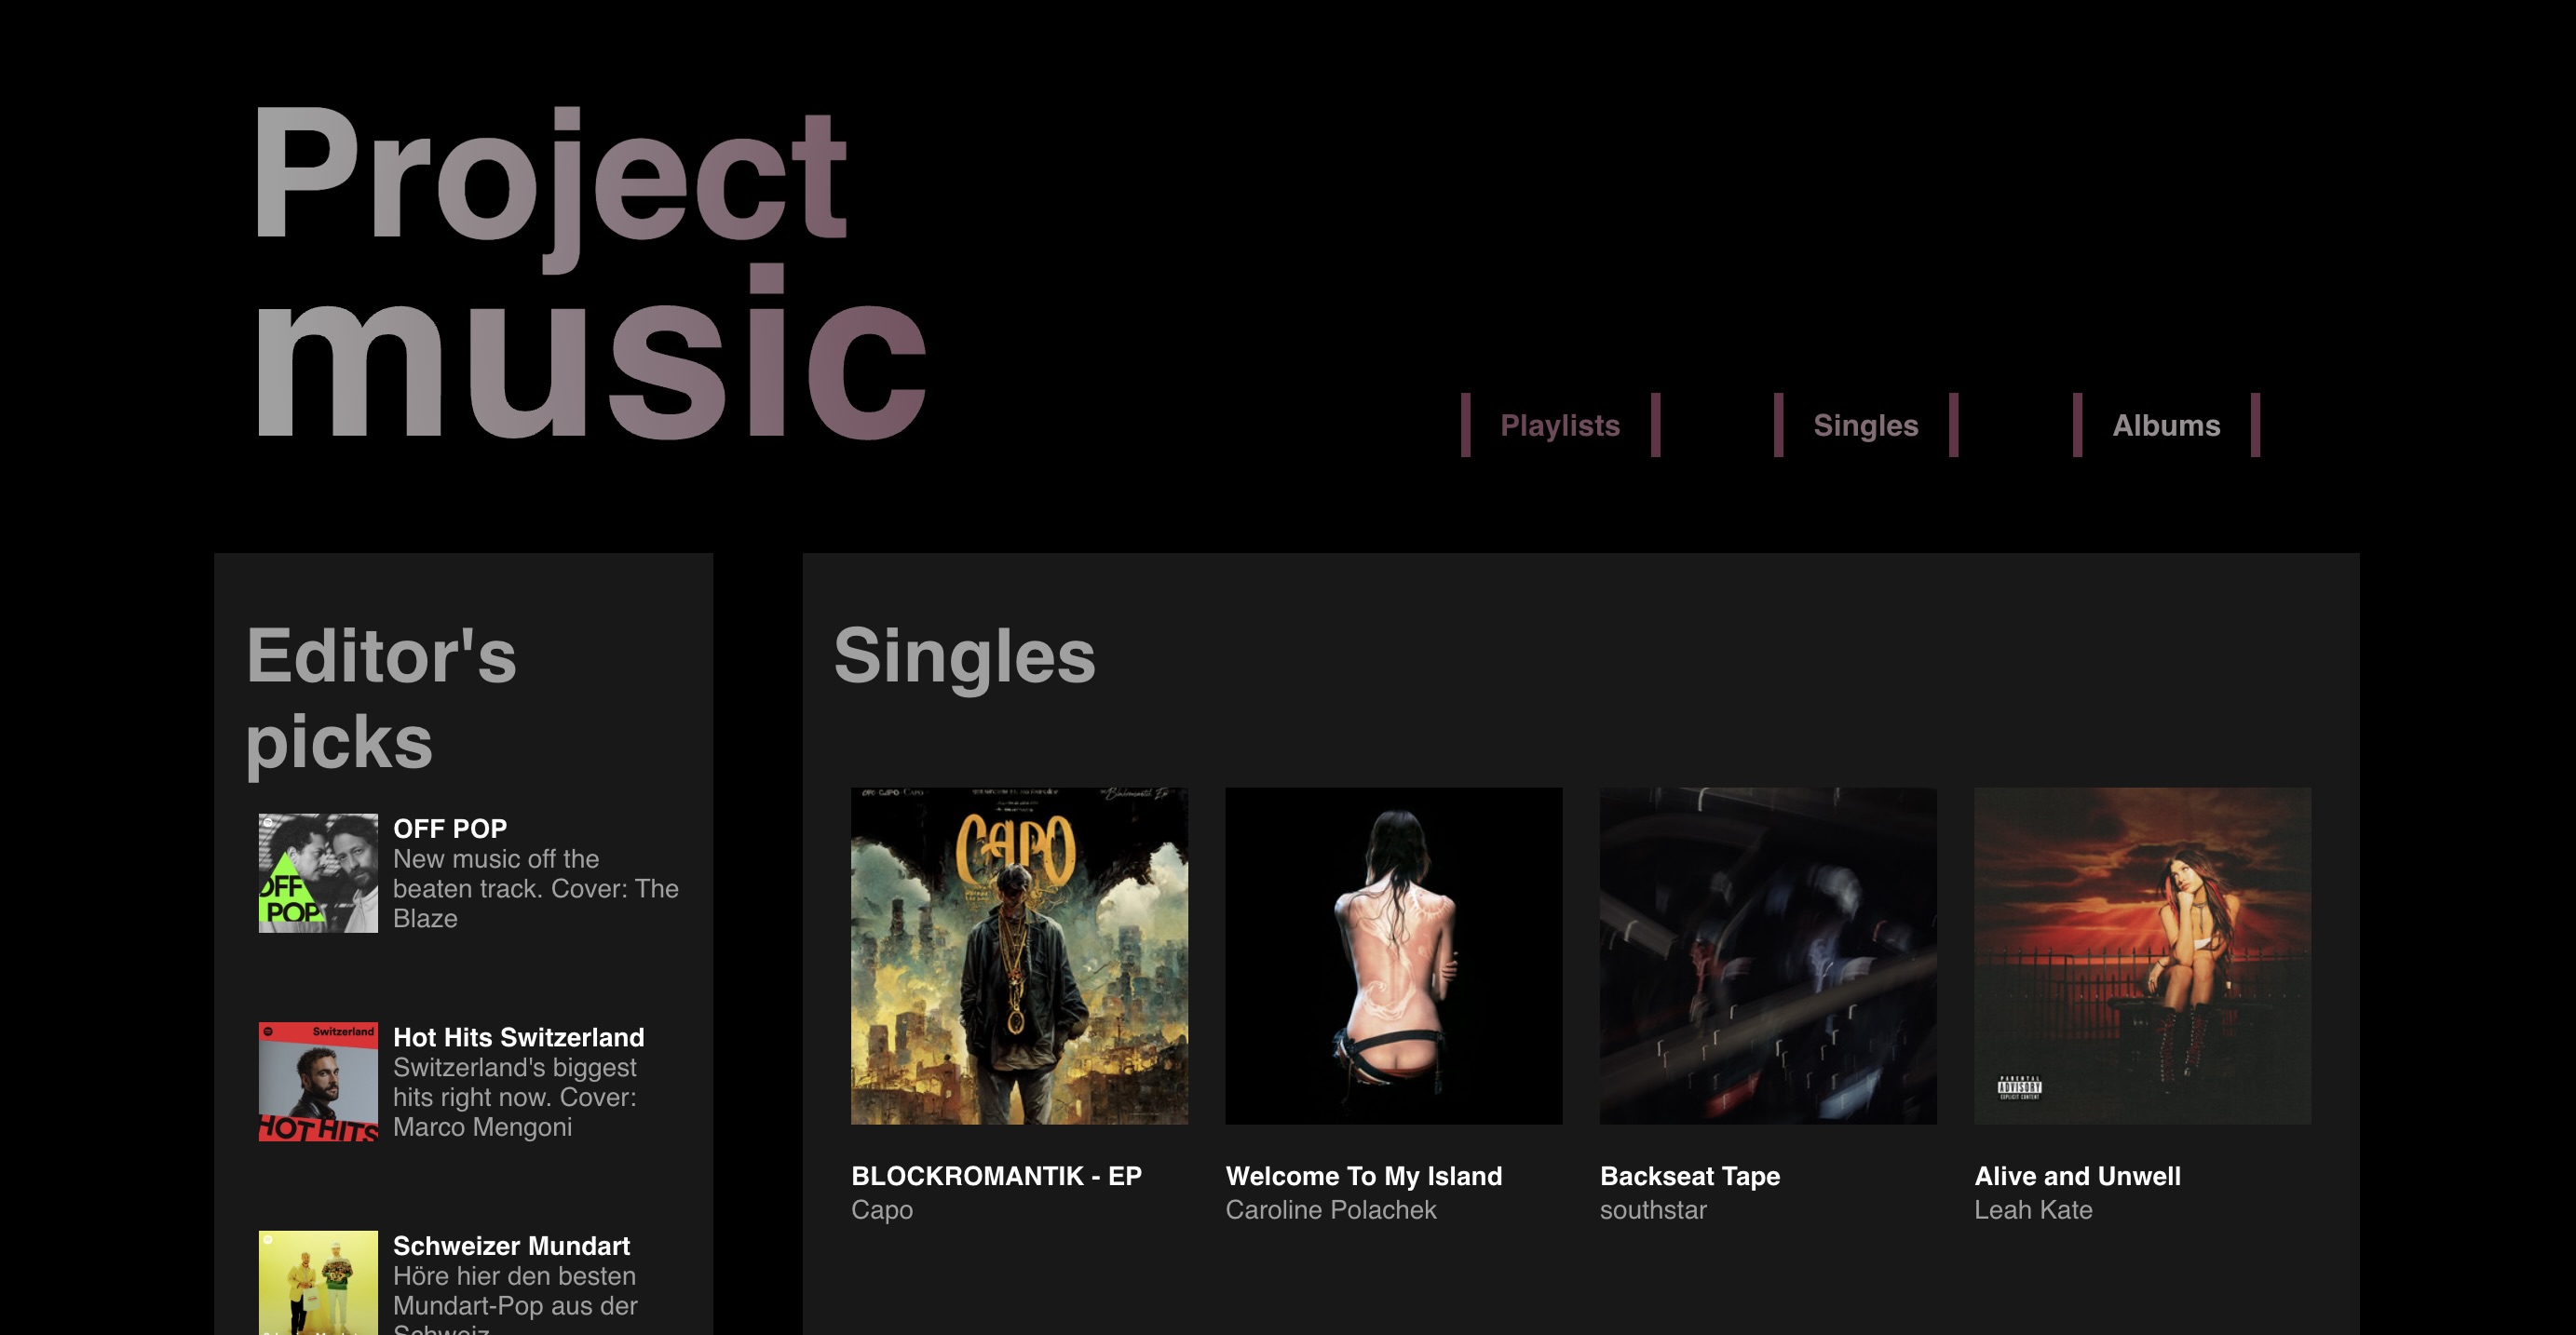 Project
music
Playlists
Singles
Albums
Editor's
picks
OFF
POP
OFF POP
New music off the
beaten track. Cover: The
Blaze
Switzerland
HOT HITS
Hot Hits Switzerland
Switzerland's biggest
hits right now. Cover:
Marco Mengoni
Schweizer Mundart
Höre hier den besten
Mundart-Pop aus der
Schweiz
Singles
CAPO
BLOCKROMANTIK - EP
Capo
Welcome To My Island
Caroline Polachek
Backseat Tape
southstar
PARENTAL
ADVISORY
EXPLICIT CONTENT
Alive and Unwell
Leah Kate